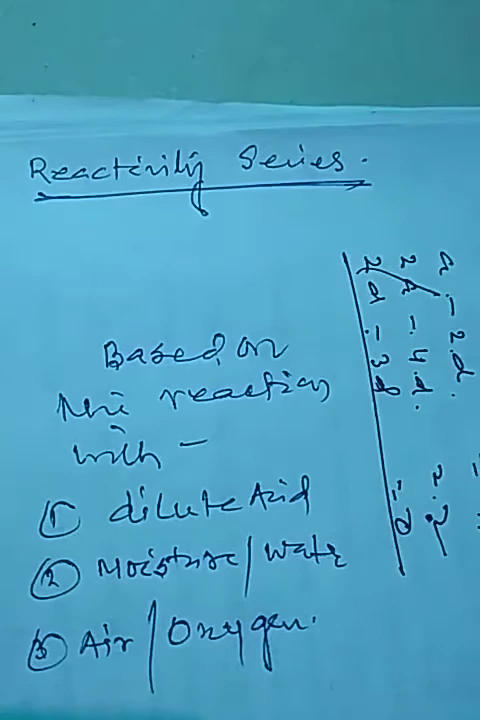 Reactivity Series.
Based on
the reaction
with -
① dilute Acid
② Moisture/Water
③ Air/Oxygen.